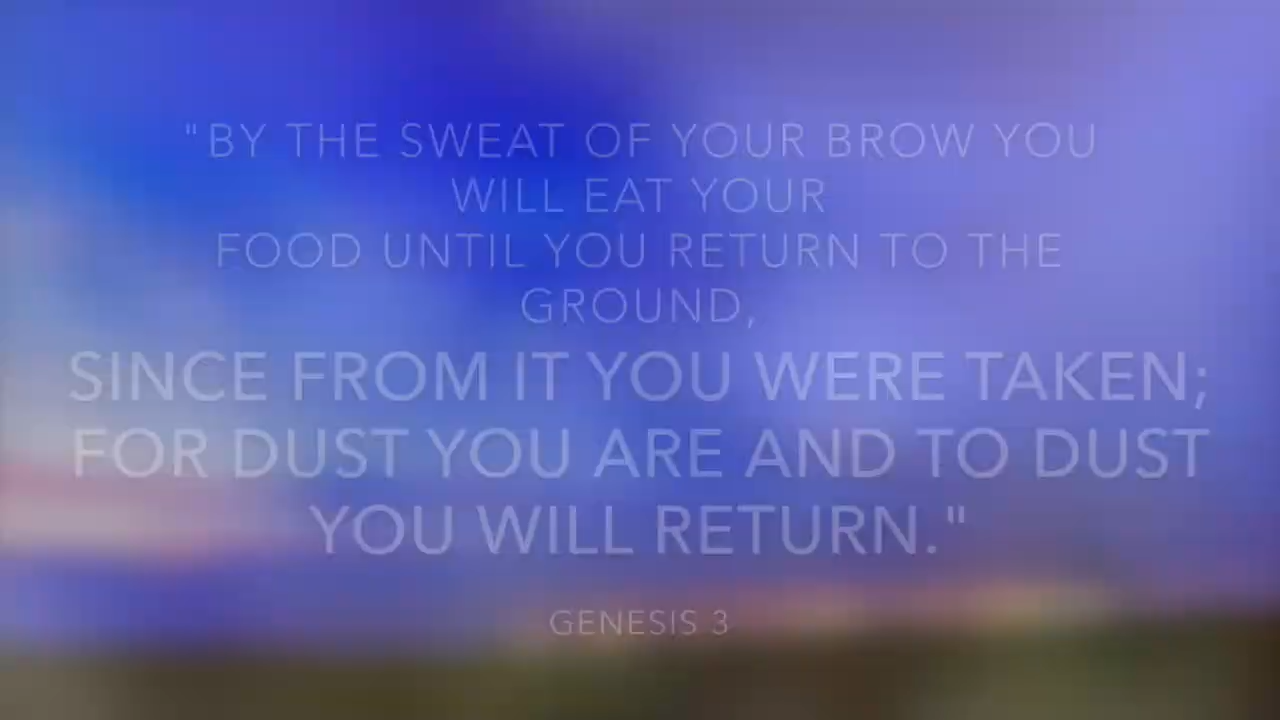 "BY THE SWEAT OF YOUR BROW YOU
WILL EAT YOUR
FOOD UNTIL YOU RETURN TO THE
GROUND,
SINCE FROM IT YOU WERE TAKEN;
FOR DUST YOU ARE AND TO DUST
YOU WILL RETURN."
GENESIS 3